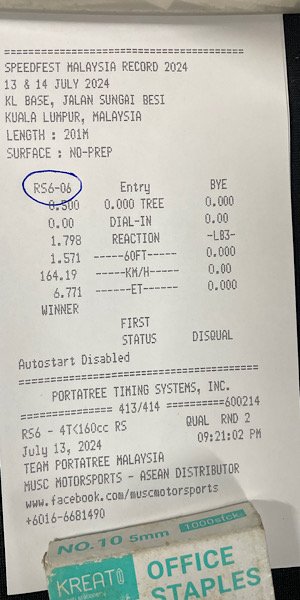 ========================================
SPEEDFEST MALAYSIA RECORD 2024
13 & 14 JULY 2024
KL BASE, JALAN SUNGAI BESI
KUALA LUMPUR, MALAYSIA
LENGTH : 201M
SURFACE : NO-PREP
RS6-06 Entry BYE
0.500 0.000 TREE 0.000
0.00 DIAL-IN 0.00
1.798 REACTION -LB3-
1.571 -----60FT----- 0.000
164.19 -----KM/H----- 0.00
6.771 ------ET------ 0.000
WINNER
FIRST
STATUS DISQUAL
Autostart Disabled
========================================
PORTATREE TIMING SYSTEMS, INC.
================ 413/414 ==========600214
RS6 - 4T<160cc RS QUAL RND 2
July 13, 2024 09:21:02 PM
TEAM PORTATREE MALAYSIA
MUSC MOTORSPORTS - ASEAN DISTRIBUTOR
www.facebook.com/muscmotorsports
+6016-6681490
NO.10 5mm 1000stck.
KREATO
OFFICE
STAPLES